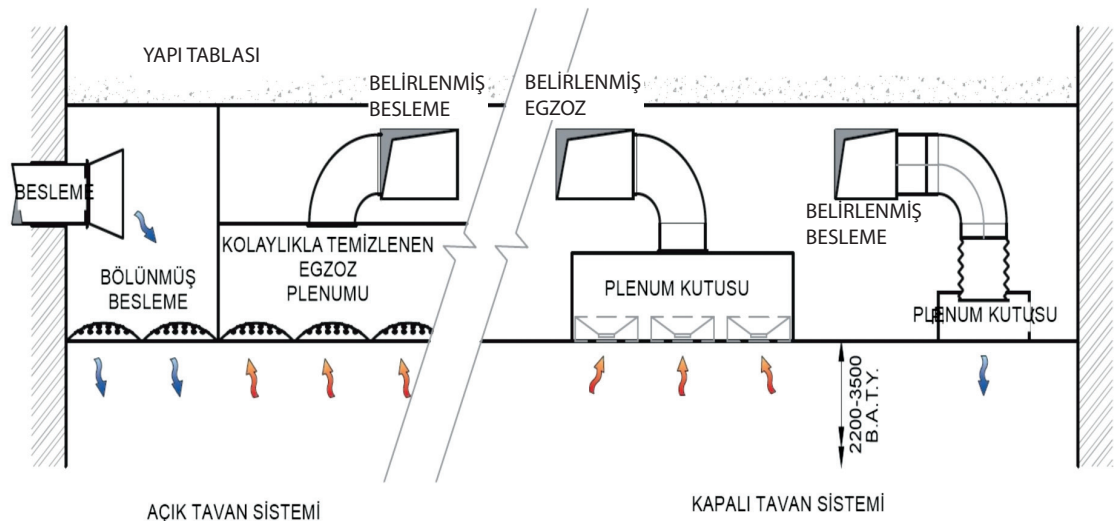 YAPI TABLASI
BELİRLENMİŞ
BESLEME
BELİRLENMİŞ
EGZOZ
BESLEME
BELİRLENMİŞ
BESLEME
KOLAYLIKLA TEMİZLENEN
EGZOZ
PLENUMU
BÖLÜNMÜŞ
BESLEME
PLENUM KUTUSU
PLENUM KUTUSU
2200-3500
B.A.T.Y.
AÇIK TAVAN SİSTEMİ
KAPALI TAVAN SİSTEMİ